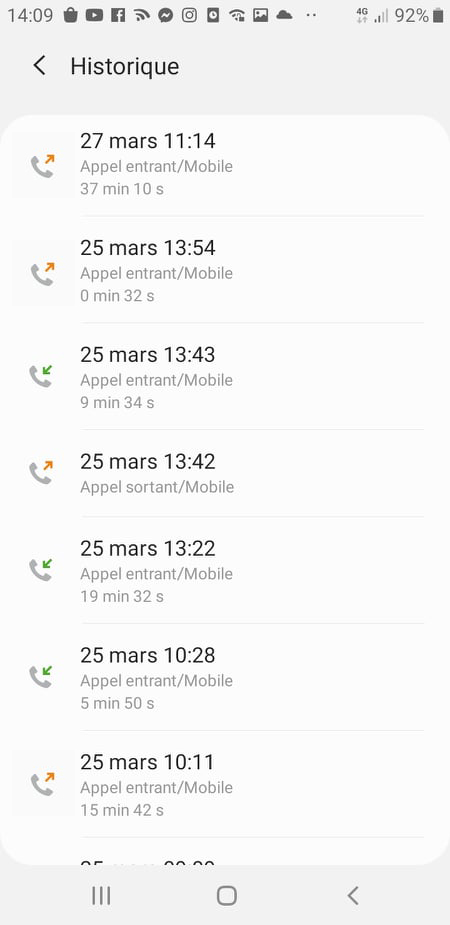 14:09
4G
92%
Historique
27 mars 11:14
Appel entrant/Mobile
37 min 10 s
25 mars 13:54
Appel entrant/Mobile
0 min 32 s
25 mars 13:43
Appel entrant/Mobile
9 min 34 s
25 mars 13:42
Appel sortant/Mobile
25 mars 13:22
Appel entrant/Mobile
19 min 32 s
25 mars 10:28
Appel entrant/Mobile
5 min 50 s
25 mars 10:11
Appel entrant/Mobile
15 min 42 s